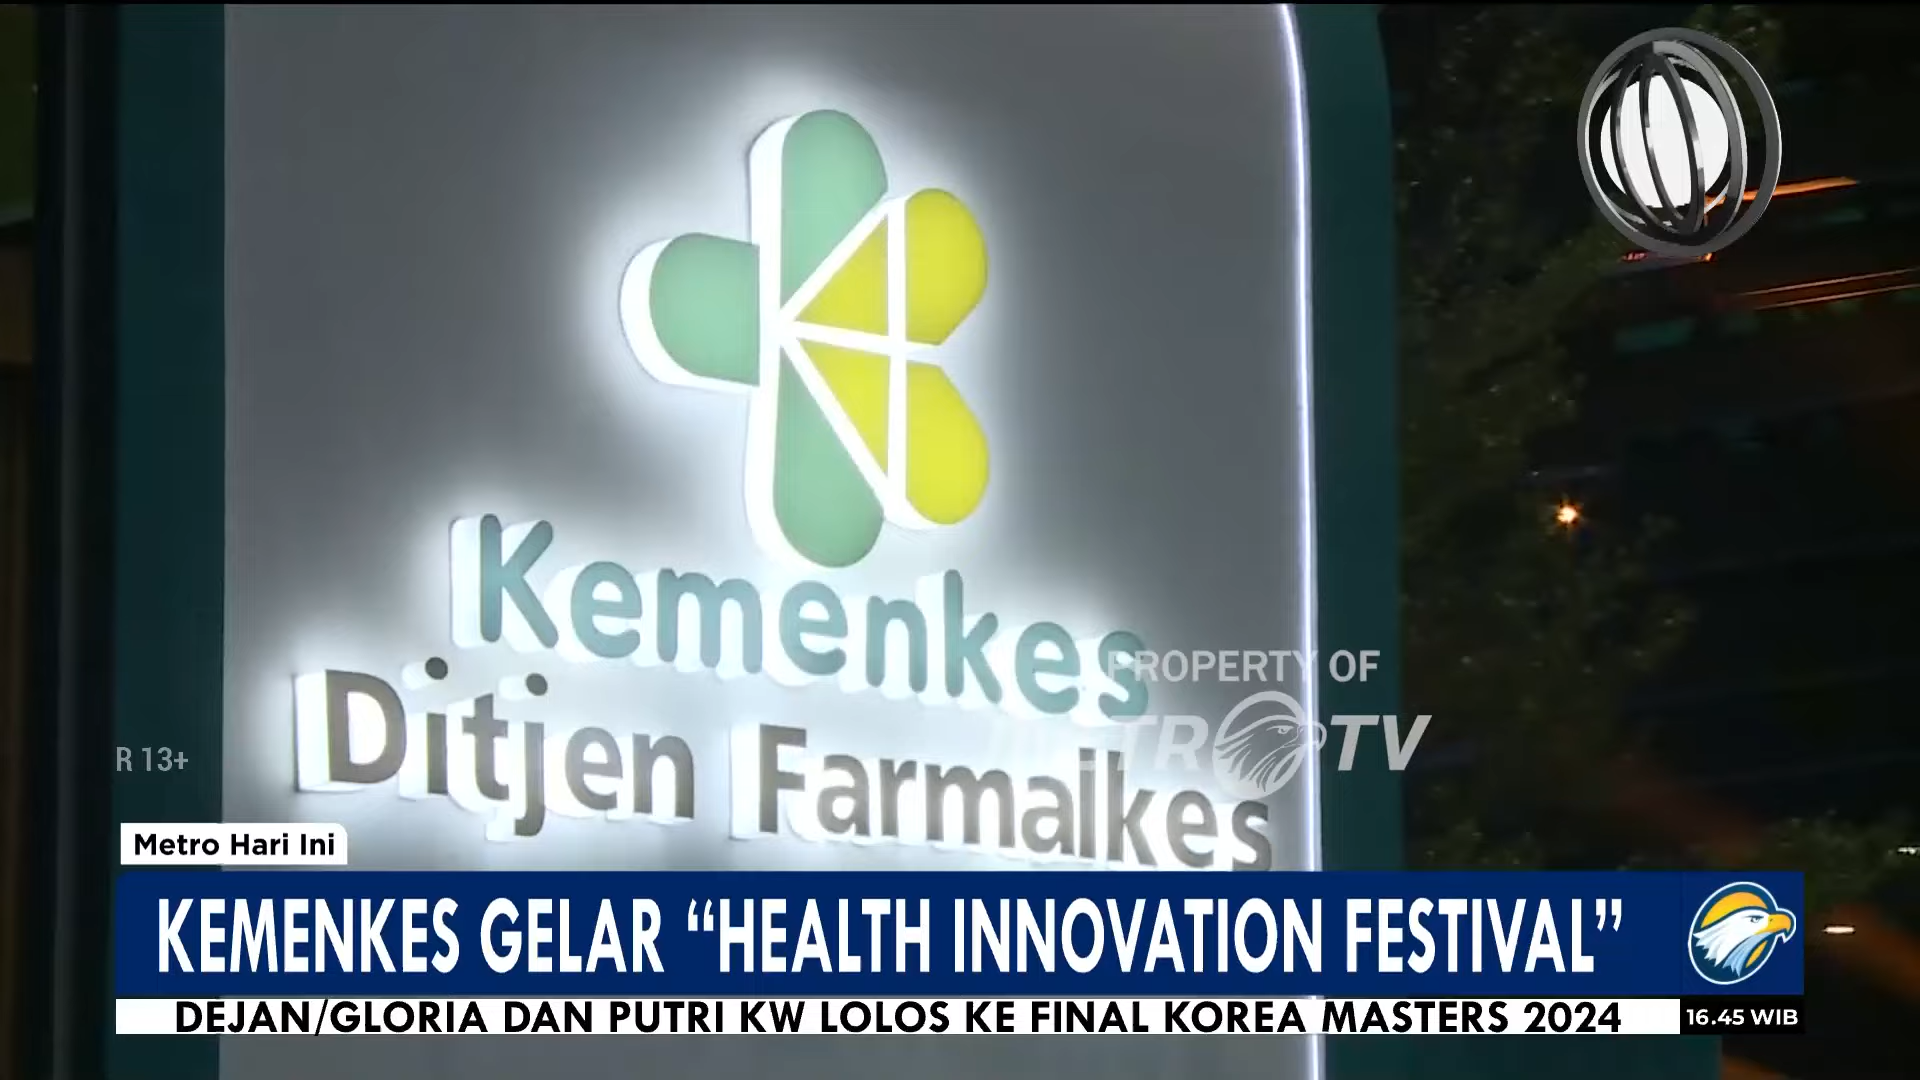 Kemenkes
Ditjen Farmalkes
PROPERTY OF
METRO TV
R 13+
Metro Hari Ini
KEMENKES GELAR “HEALTH INNOVATION FESTIVAL”
DEJAN/GLORIA DAN PUTRI KW LOLOS KE FINAL KOREA MASTERS 2024
16.45 WIB